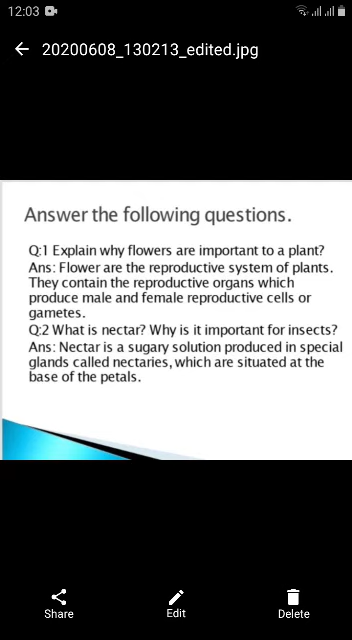 12:03
20200608_130213_edited.jpg
Answer the following questions.
Q:1 Explain why flowers are important to a plant?
Ans: Flower are the reproductive system of plants.
They contain the reproductive organs which
produce male and female reproductive cells or
gametes.
Q:2 What is nectar? Why is it important for insects?
Ans: Nectar is a sugary solution produced in special
glands called nectaries, which are situated at the
base of the petals.
Share
Edit
Delete